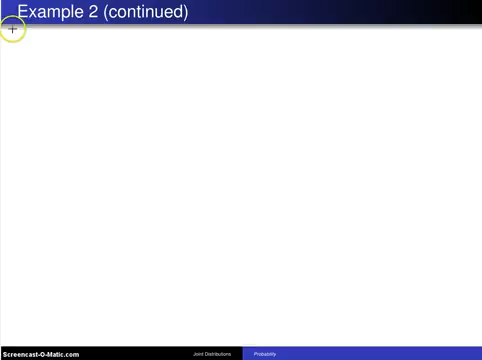 Example 2 (continued)
Screencast-O-Matic.com
Joint Distributions
Probability